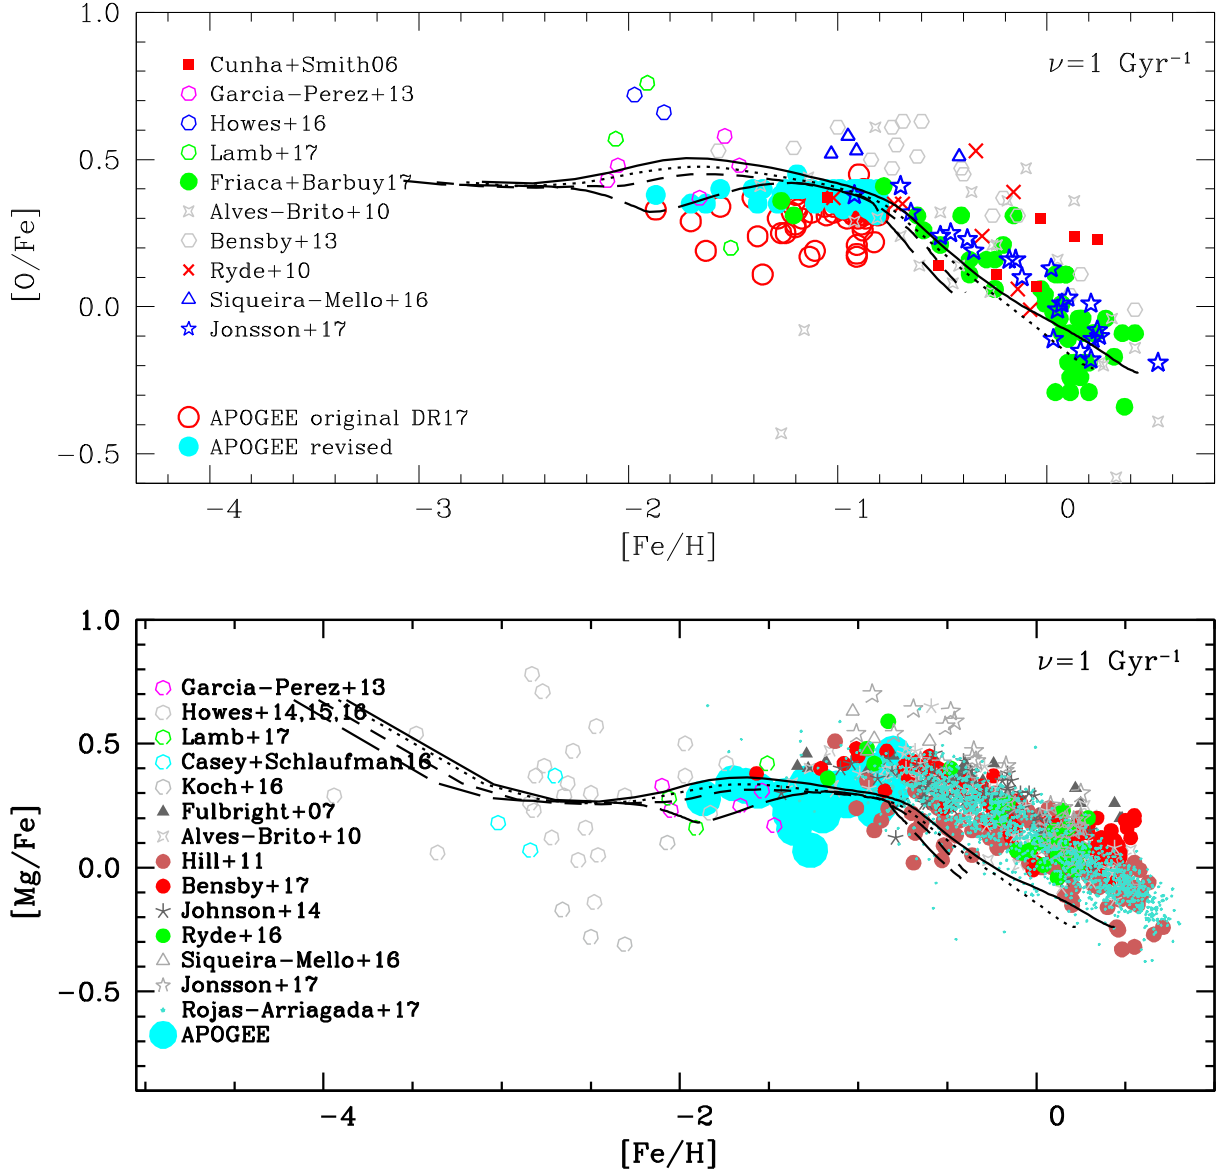 1.0
Cunha+Smith06
ν=1 Gyr⁻¹
Garcia−Perez+13
Howes+16
Lamb+17
0.5
Friaca+Barbuy17
Alves−Brito+10
Bensby+13
Ryde+10
Siqueira−Mello+16
0.0
Jonsson+17
[O/Fe]
APOGEE original DR17
APOGEE revised
−0.5
−4 −3 −2 −1 0
[Fe/H]
1.0
ν=1 Gyr⁻¹
Garcia−Perez+13
Howes+14,15,16
Lamb+17
0.5
Casey+Schlaufman16
Koch+16
Fulbright+07
Alves−Brito+10
Hill+11
0.0
Bensby+17
Johnson+14
Ryde+16
Siqueira−Mello+16
Jonsson+17
−0.5
Rojas−Arriagada+17
APOGEE
[Mg/Fe]
−4 −2 0
[Fe/H]